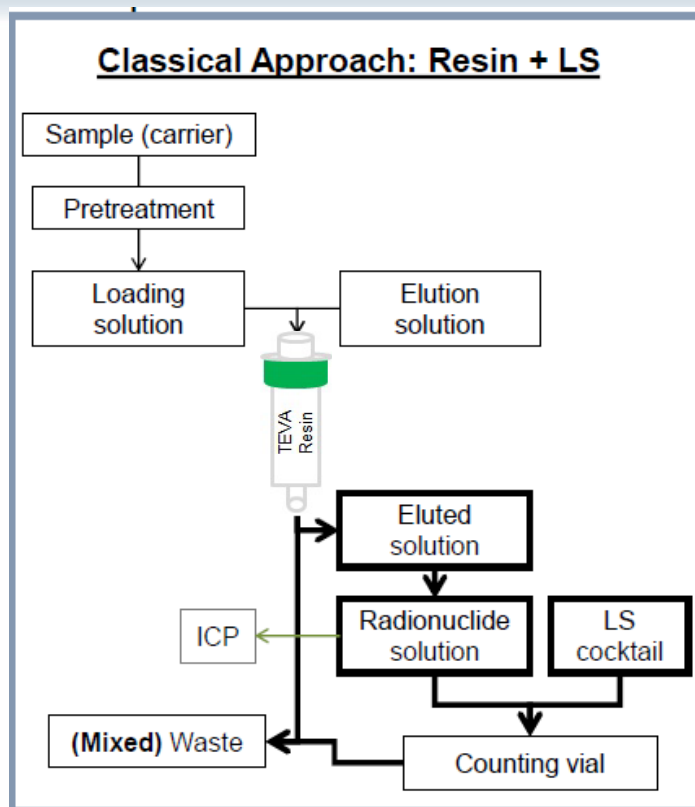 Classical Approach: Resin + LS
Sample (carrier)
Pretreatment
Loading
solution
Elution
solution
TEVA
Resin
Eluted
solution
ICP
Radionuclide
solution
LS
cocktail
(Mixed) Waste
Counting vial